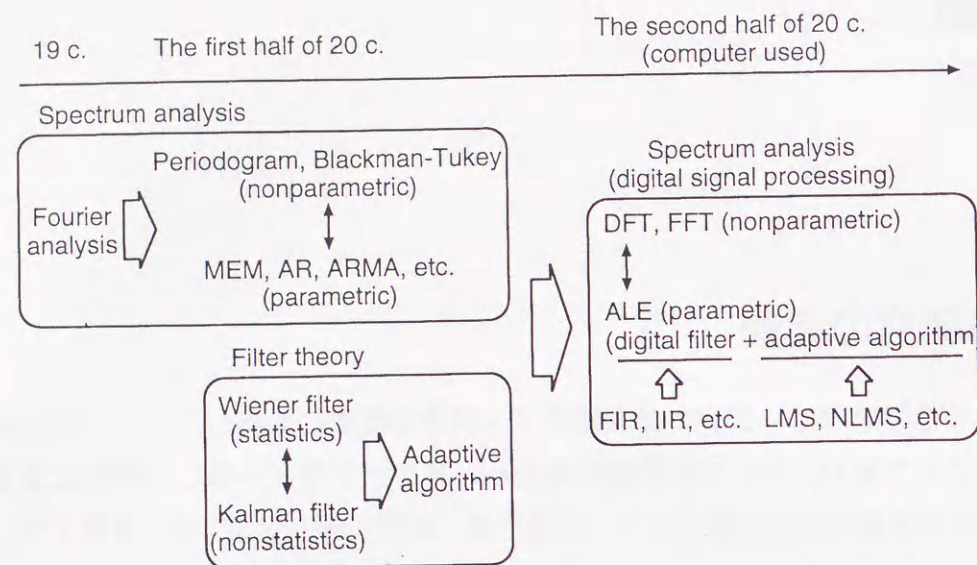 19 c.
The first half of 20 c.
The second half of 20 c.
(computer used)
Spectrum analysis
Periodogram, Blackman-Tukey
(nonparametric)
Fourier
analysis
MEM, AR, ARMA, etc.
(parametric)
Filter theory
Wiener filter
(statistics)
Kalman filter
(nonstatistics)
Adaptive
algorithm
Spectrum analysis
(digital signal processing)
DFT, FFT (nonparametric)
ALE (parametric)
(digital filter + adaptive algorithm)
FIR, IIR, etc.
LMS, NLMS, etc.